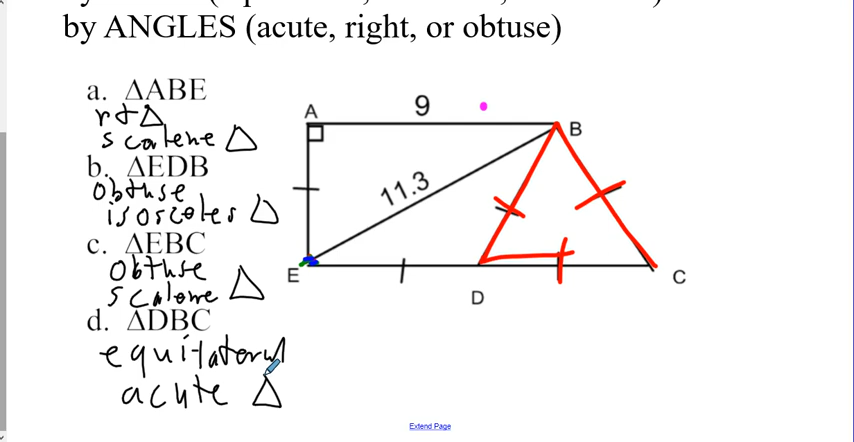 by ANGLES (acute, right, or obtuse)
a. ΔABE
rt Δ
scalene Δ
b. ΔEDB
obtuse
isosceles Δ
c. ΔEBC
obtuse
scalene Δ
d. ΔDBC
equilateral
acute Δ
A
9
B
11.3
E
D
C
Extend Page